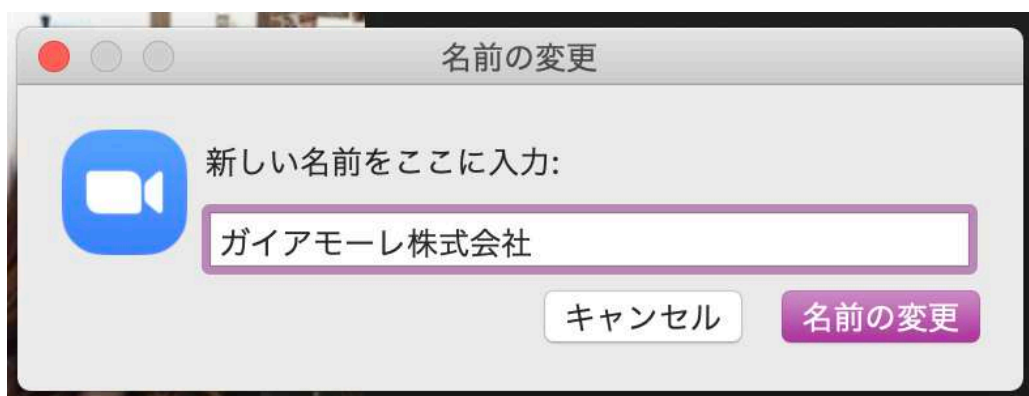 名前の変更
新しい名前をここに入力:
ガイアモーレ株式会社
キャンセル 名前の変更